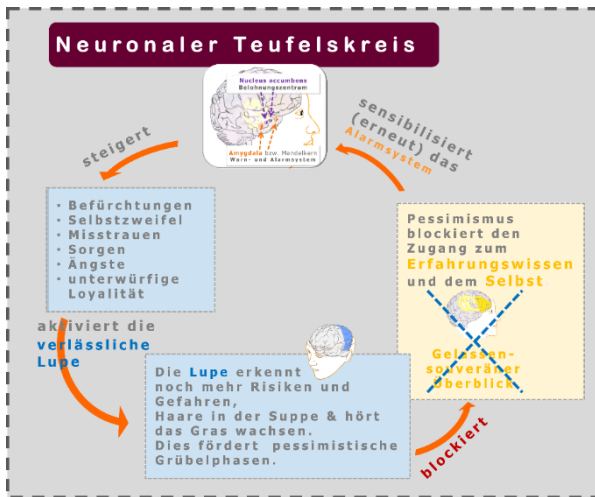 Neuronaler Teufelskreis
Nucleus accumbens
Belohnungszentrum
Amygdala bzw. Mandelkern
Warn- und Alarmsystem
steigert
· Befürchtungen
· Selbstzweifel
· Misstrauen
· Sorgen
· Ängste
· unterwürfige
Loyalität
aktiviert die
verlässliche
Lupe
Die Lupe erkennt
noch mehr Risiken und
Gefahren,
Haare in der Suppe & hört
das Gras wachsen.
Dies fördert pessimistische
Grübelphasen.
blockiert
Pessimismus
blockiert den
Zugang zum
Erfahrungswissen
und dem Selbst
Gelassen-
souveräner
Überblick
sensibilisiert
(erneut) das
Alarmsystem